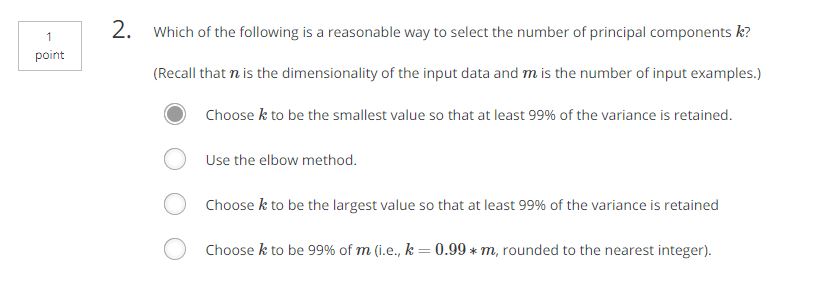 1
point
2. Which of the following is a reasonable way to select the number of principal components k?
(Recall that n is the dimensionality of the input data and m is the number of input examples.)
Choose k to be the smallest value so that at least 99% of the variance is retained.
Use the elbow method.
Choose k to be the largest value so that at least 99% of the variance is retained
Choose k to be 99% of m (i.e., k = 0.99 ∗ m, rounded to the nearest integer).